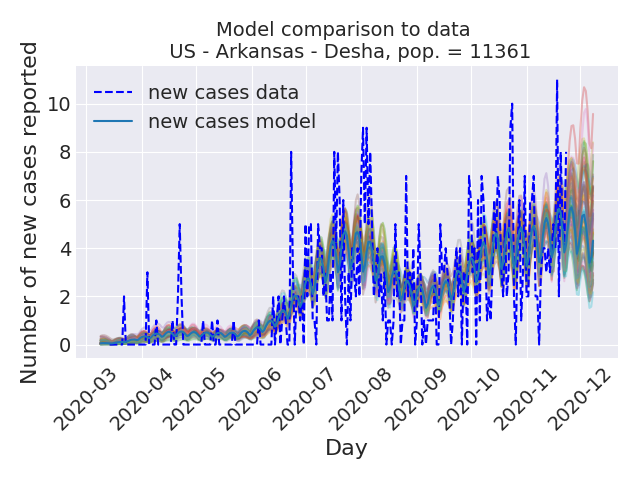 Model comparison to data
US - Arkansas - Desha, pop. = 11361
Number of new cases reported
10
8
6
4
2
0
new cases data
new cases model
2020-03
2020-04
2020-05
2020-06
2020-07
2020-08
2020-09
2020-10
2020-11
2020-12
Day